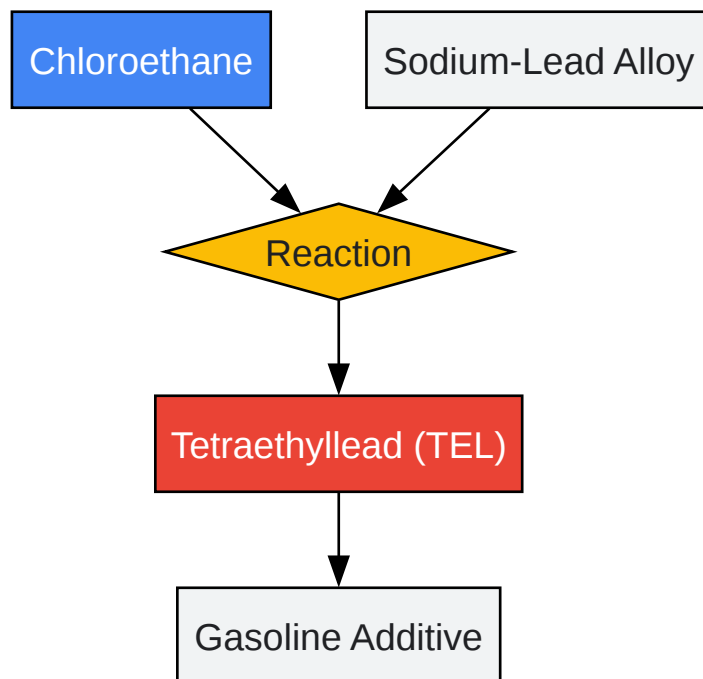 Chloroethane
Sodium-Lead Alloy
Reaction
Tetraethyllead (TEL)
Gasoline Additive